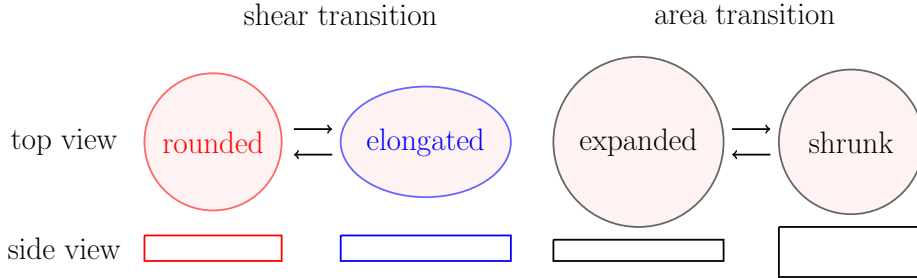 shear transition
area transition
top view
rounded
elongated
expanded
shrunk
side view